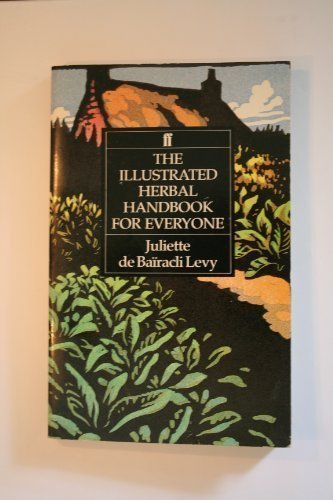 ff
THE
ILLUSTRATED
HERBAL
HANDBOOK
FOR EVERYONE
Juliette
de Baïracli Levy